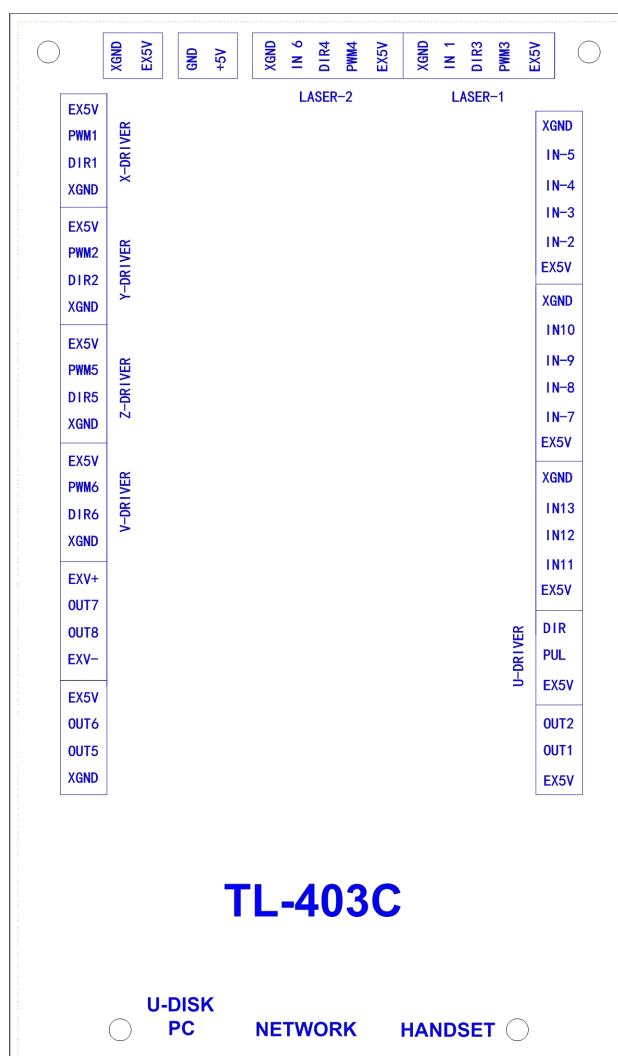 XGND EX5V
GND +5V
XGND IN 6 DIR4 PWM4 EX5V
XGND IN 1 DIR3 PWM3 EX5V
LASER-2
LASER-1
EX5V
PWM1
DIR1
XGND
X-DRIVER
EX5V
PWM2
DIR2
XGND
Y-DRIVER
EX5V
PWM5
DIR5
XGND
Z-DRIVER
EX5V
PWM6
DIR6
XGND
V-DRIVER
EXV+
OUT7
OUT8
EXV-
EX5V
OUT6
OUT5
XGND
XGND
IN-5
IN-4
IN-3
IN-2
EX5V
XGND
IN10
IN-9
IN-8
IN-7
EX5V
XGND
IN13
IN12
IN11
EX5V
U-DRIVER
DIR
PUL
EX5V
OUT2
OUT1
EX5V
TL-403C
U-DISK
PC
NETWORK
HANDSET